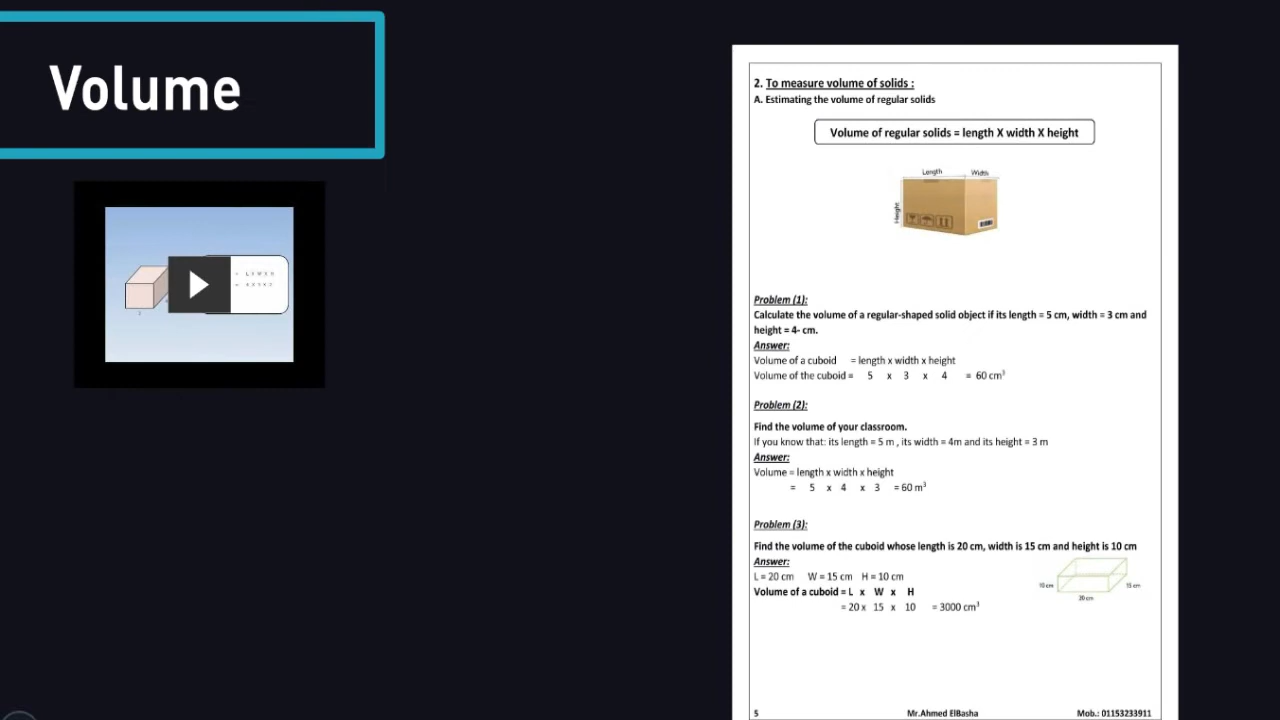 Volume
2. To measure volume of solids :
A. Estimating the volume of regular solids
Volume of regular solids = length X width X height
Length
Width
Height
Problem (1):
Calculate the volume of a regular-shaped solid object if its length = 5 cm, width = 3 cm and
height = 4- cm.
Answer:
Volume of a cuboid = length x width x height
Volume of the cuboid = 5 x 3 x 4 = 60 cm³
Problem (2):
Find the volume of your classroom.
If you know that: its length = 5 m , its width = 4m and its height = 3 m
Answer:
Volume = length x width x height
= 5 x 4 x 3 = 60 m³
Problem (3):
Find the volume of the cuboid whose length is 20 cm, width is 15 cm and height is 10 cm
Answer:
L = 20 cm W = 15 cm H = 10 cm
Volume of a cuboid = L x W x H
= 20 x 15 x 10 = 3000 cm³
10 cm
15 cm
20 cm
5 Mr.Ahmed ElBasha Mob.: 01153233911